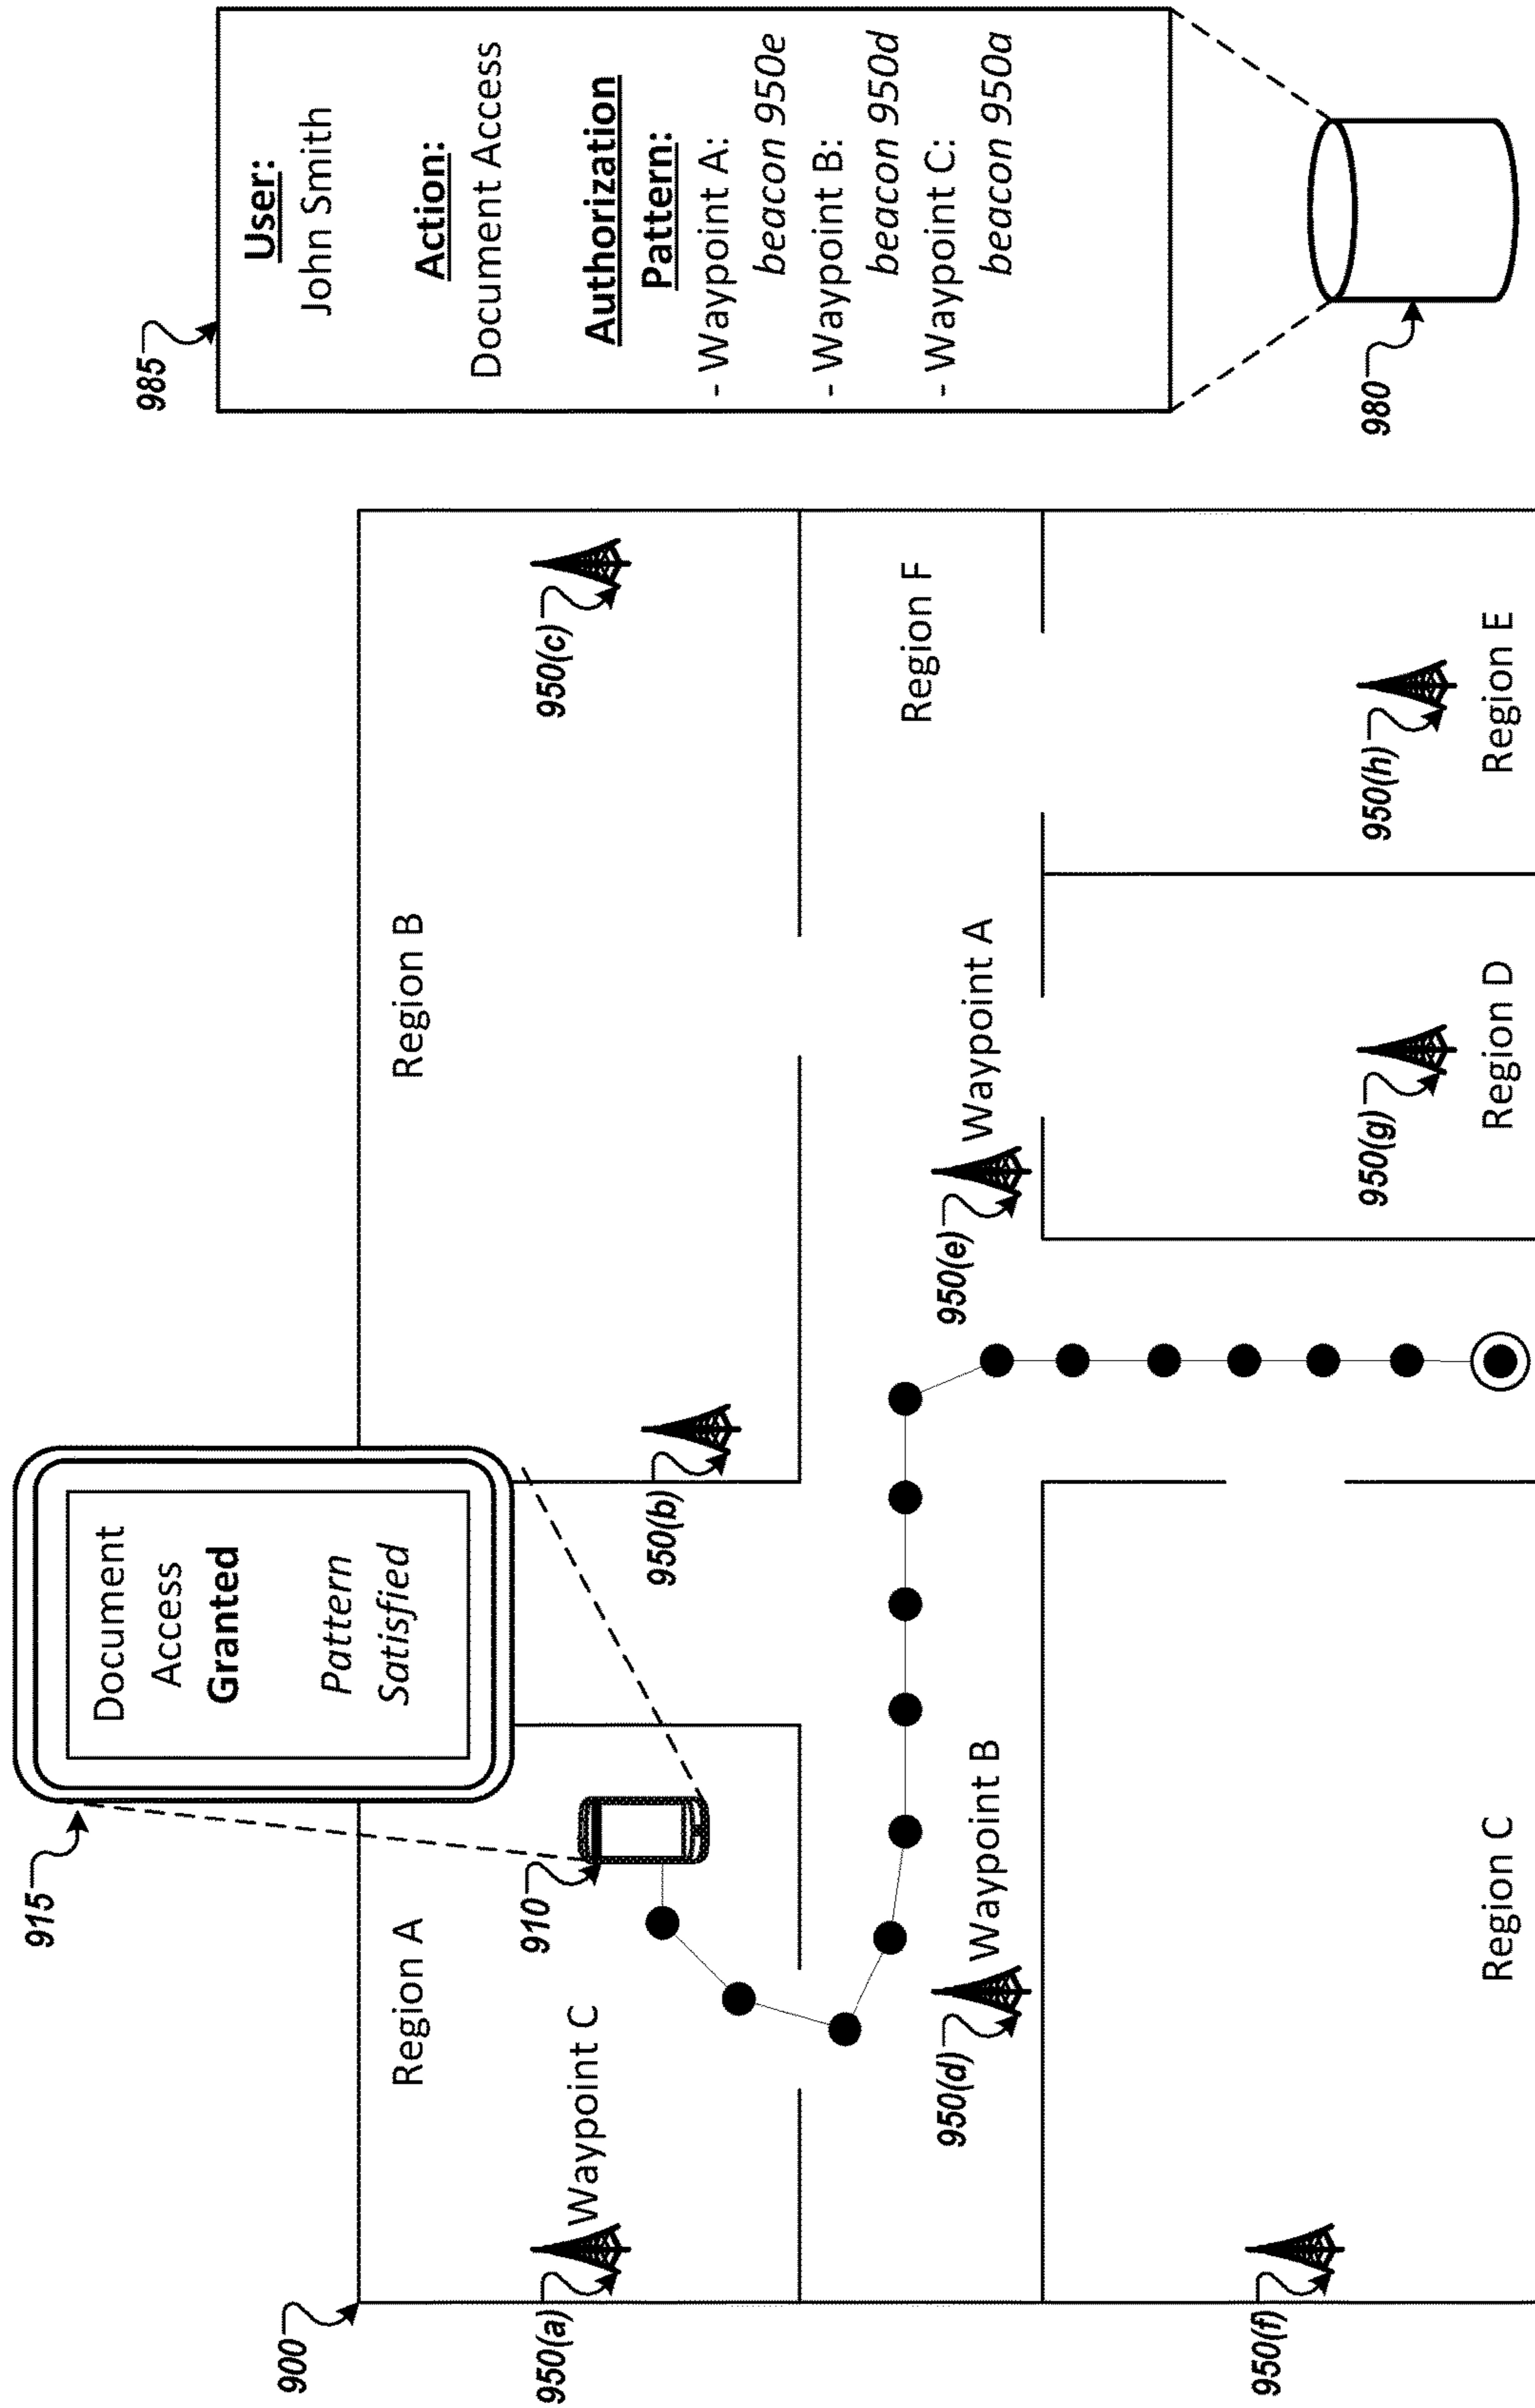 900
915
Document
Access
Granted
Pattern
Satisfied
Region A
Region B
910
950(a)
Waypoint C
950(b)
950(c)
950(d)
Waypoint B
950(e)
Waypoint A
Region F
950(f)
Region C
950(g)
Region D
950(h)
Region E
985
User:
John Smith
Action:
Document Access
Authorization
Pattern:
- Waypoint A:
beacon 950e
- Waypoint B:
beacon 950d
- Waypoint C:
beacon 950a
980